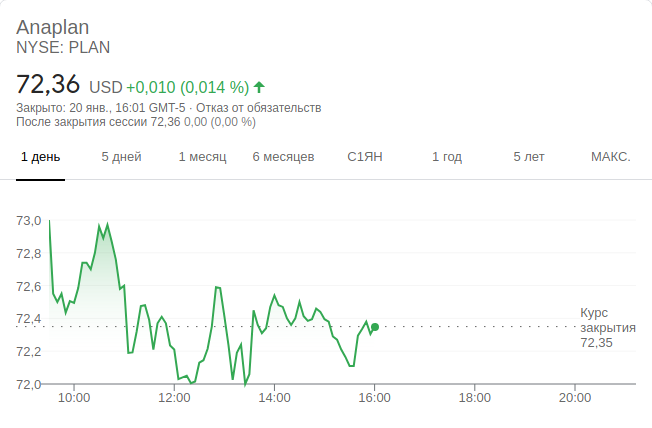 Anaplan
NYSE: PLAN
72,36 USD +0,010 (0,014 %)
Закрыто: 20 янв., 16:01 GMT-5 · Отказ от обязательств
После закрытия сессии 72,36 0,00 (0,00 %)
1 день 5 дней 1 месяц 6 месяцев С1ЯН 1 год 5 лет МАКС.
73,0
72,8
72,6
72,4
72,2
72,0
Курс
закрытия
72,35
10:00 12:00 14:00 16:00 18:00 20:00